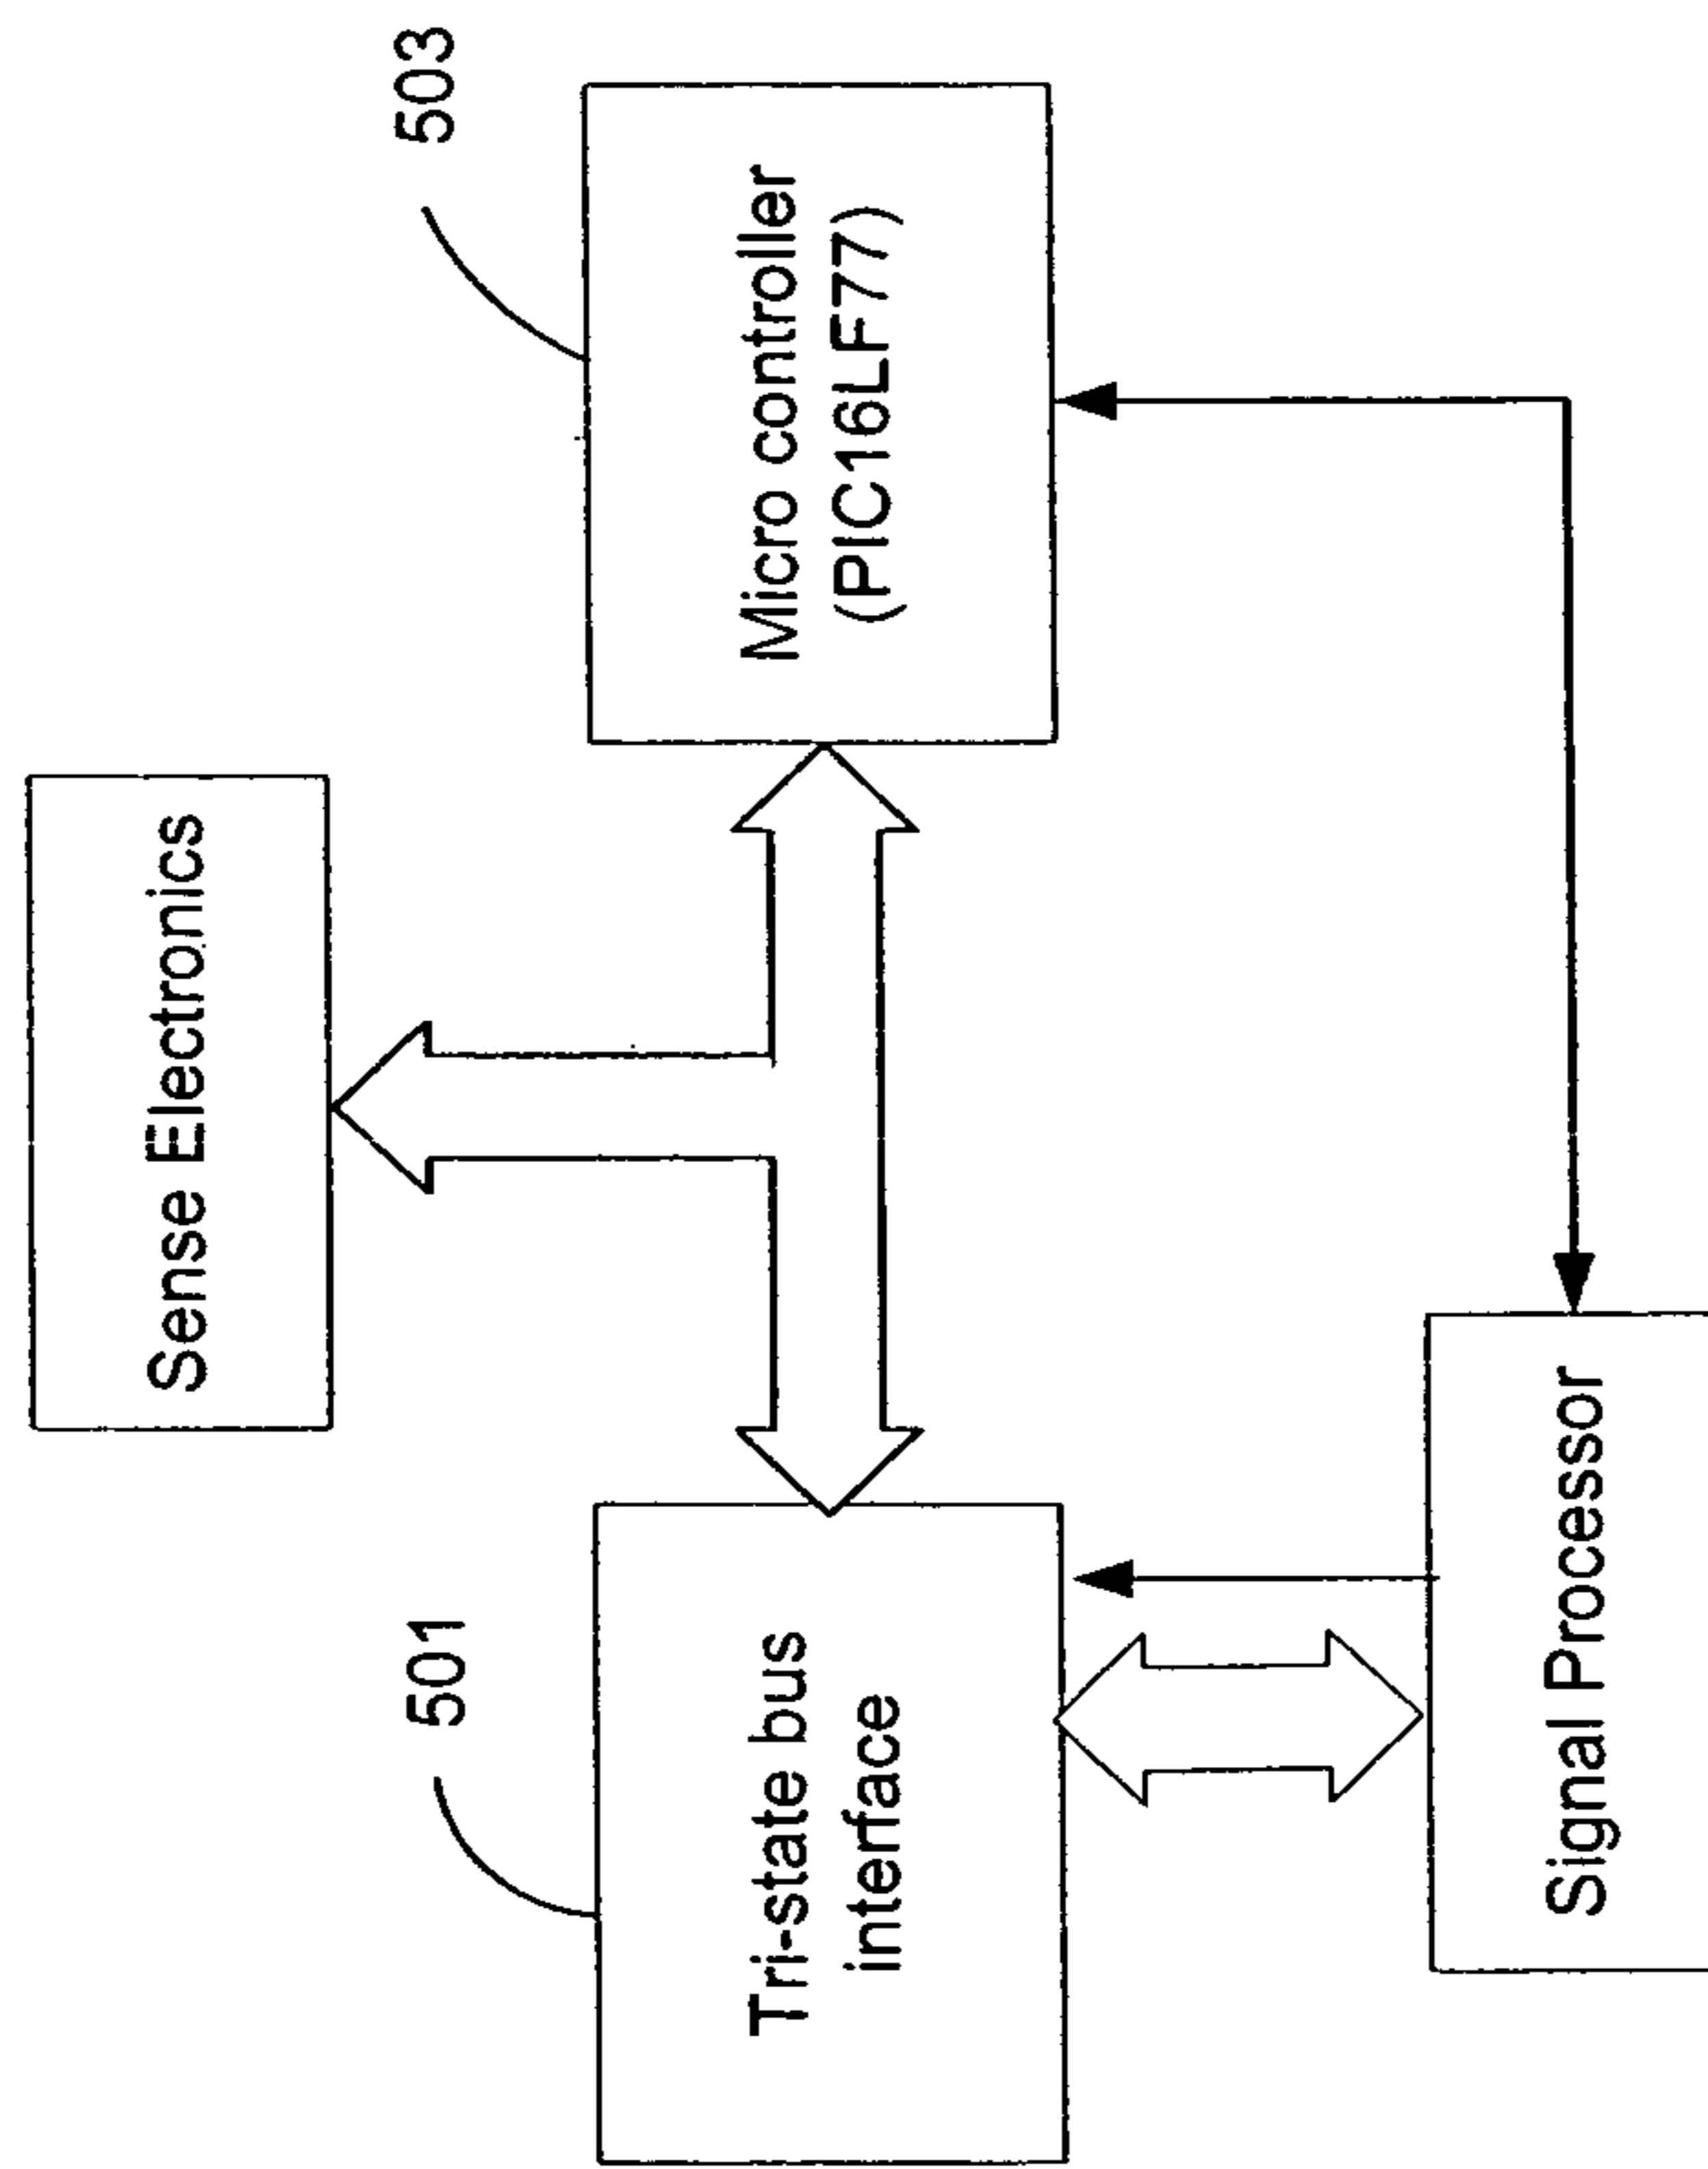 Sense Electronics
501
503
Tri-state bus
interface
Micro controller
(PIC16LF77)
Signal Processor